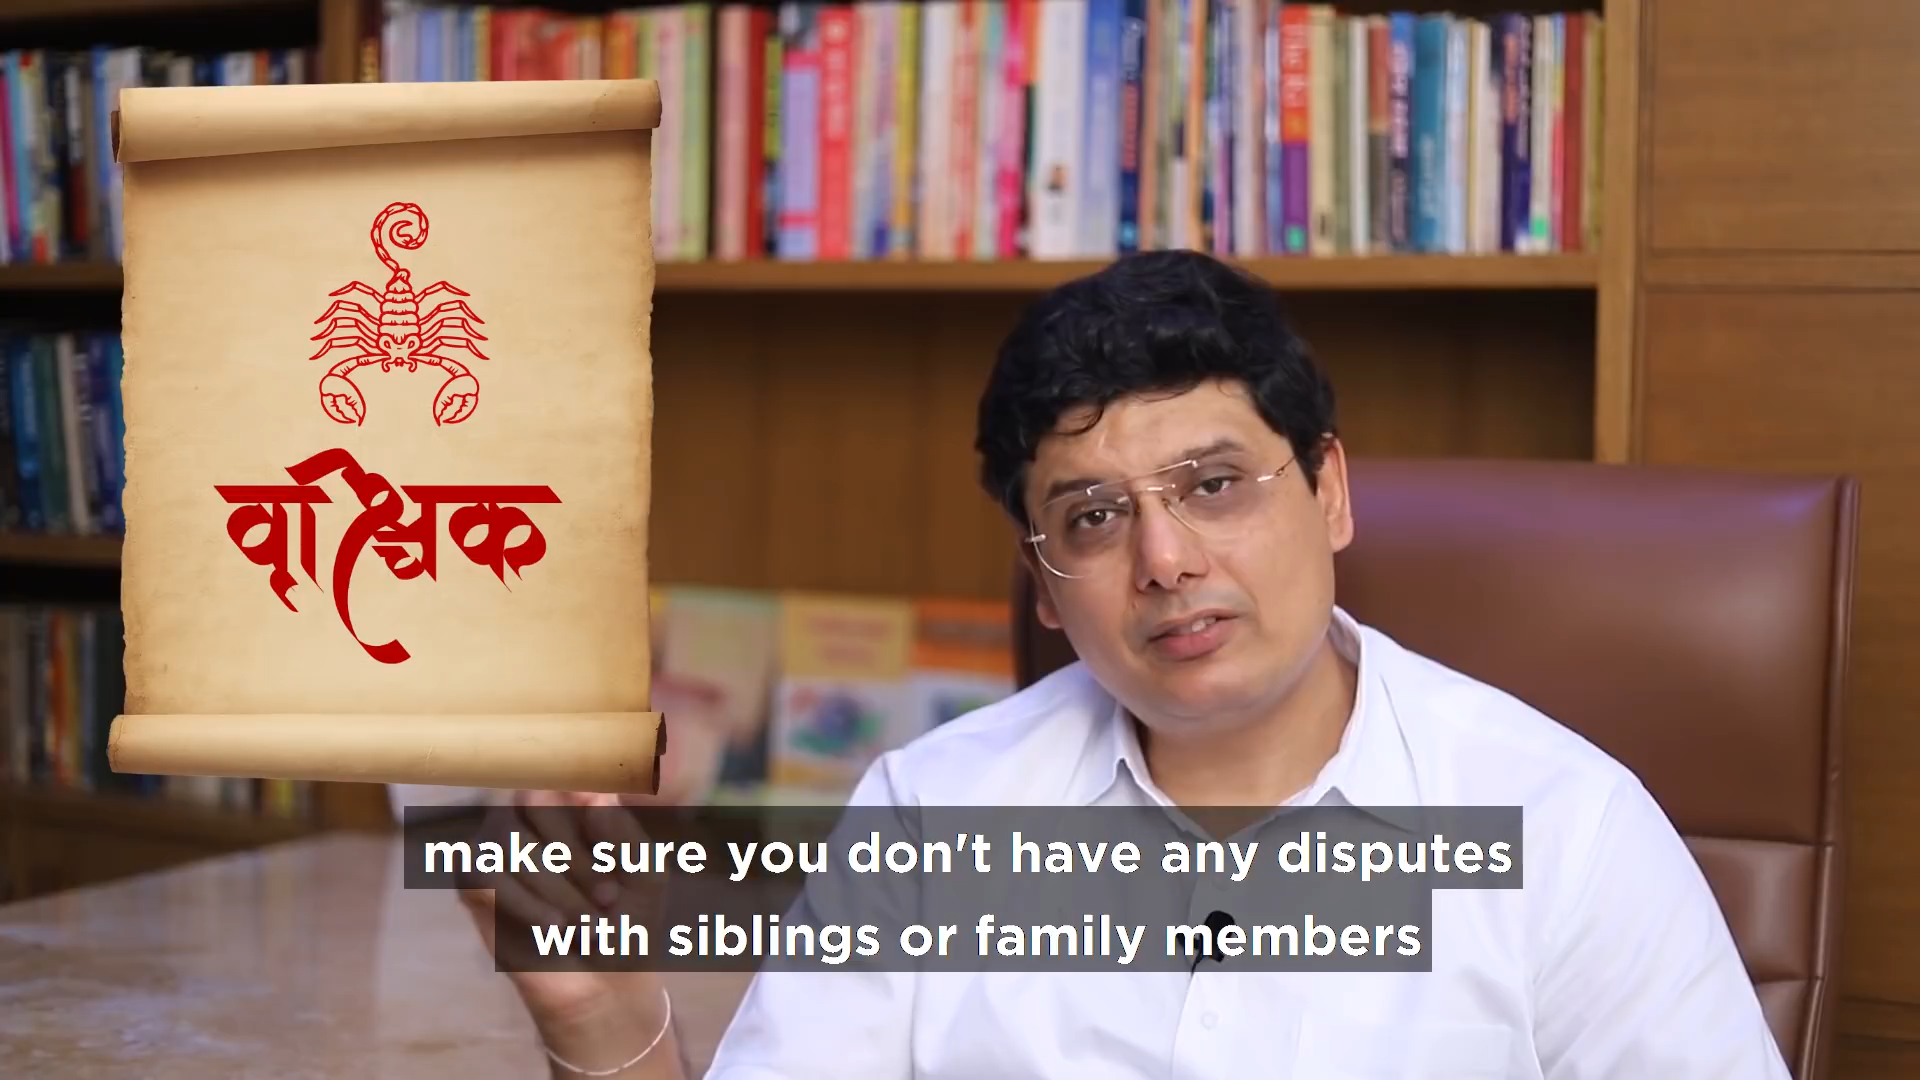 वृश्चिक
make sure you don't have any disputes
with siblings or family members